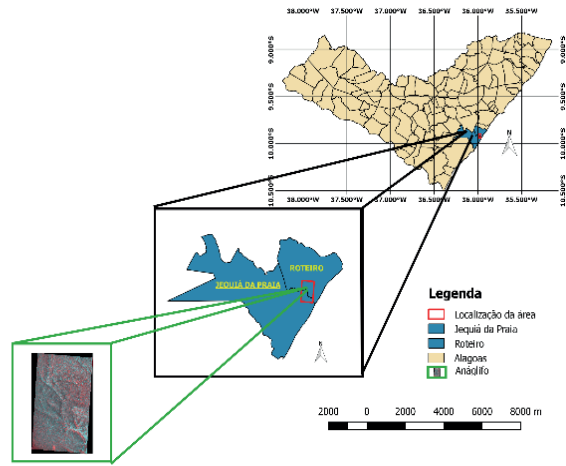 38.000°W 37.500°W 37.000°W 36.500°W 36.000°W 35.500°W
9.000°S 9.000°S
9.500°S 9.500°S
10.000°S 10.000°S
10.500°S 10.500°S
N
38.000°W 37.500°W 37.000°W 36.500°W 36.000°W 35.500°W
ROTEIRO
JEQUIÁ DA PRAIA
N
Legenda
Localização da área
Jequiá da Praia
Roteiro
Alagoas
Anáglifo
2000 0 2000 4000 6000 8000 m